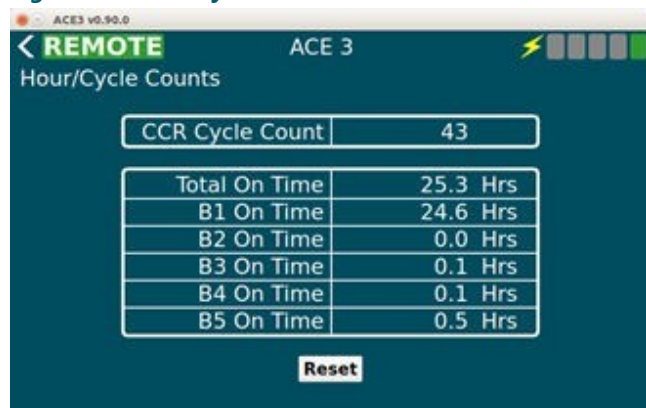 ACE3 v0.90.0
< REMOTE ACE 3
Hour/Cycle Counts
CCR Cycle Count 43
Total On Time 25.3 Hrs
B1 On Time 24.6 Hrs
B2 On Time 0.0 Hrs
B3 On Time 0.1 Hrs
B4 On Time 0.1 Hrs
B5 On Time 0.5 Hrs
Reset